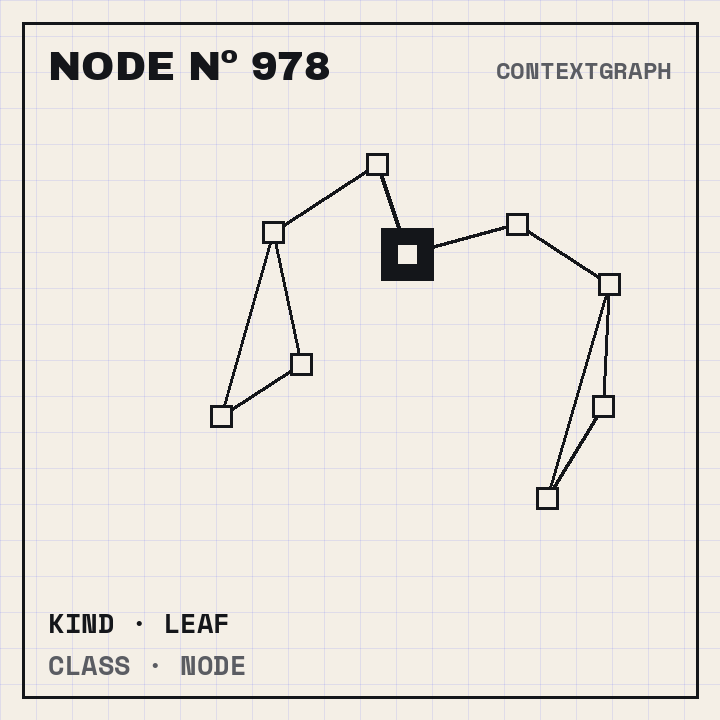 NODE Nº 978
CONTEXTGRAPH
KIND · LEAF
CLASS · NODE